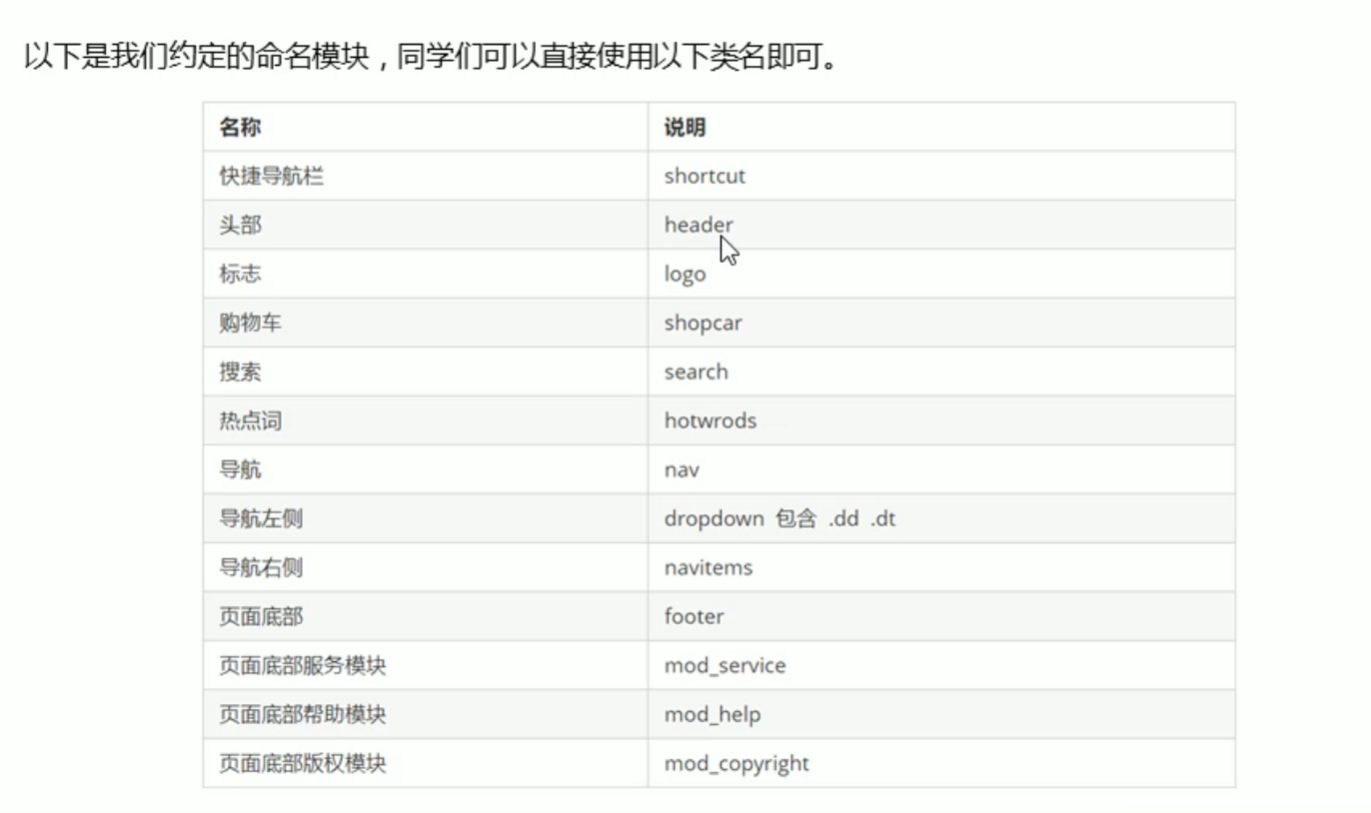 以下是我们约定的命名模块，同学们可以直接使用以下类名即可。
名称 说明
快捷导航栏 shortcut
头部 header
标志 logo
购物车 shopcar
搜索 search
热点词 hotwrods
导航 nav
导航左侧 dropdown 包含 .dd .dt
导航右侧 navitems
页面底部 footer
页面底部服务模块 mod_service
页面底部帮助模块 mod_help
页面底部版权模块 mod_copyright